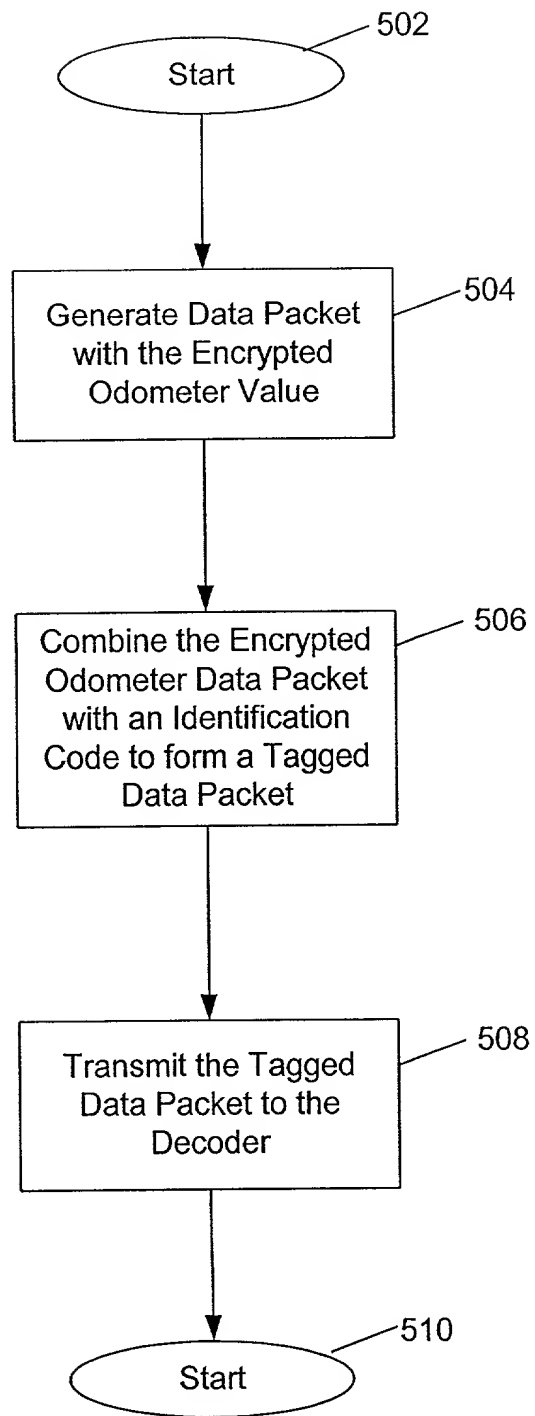 502
Start
504
Generate Data Packet
with the Encrypted
Odometer Value
506
Combine the Encrypted
Odometer Data Packet
with an Identification
Code to form a Tagged
Data Packet
508
Transmit the Tagged
Data Packet to the
Decoder
510
Start